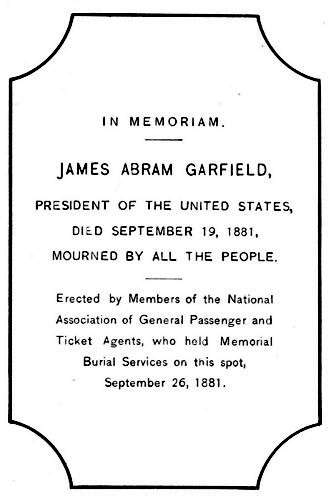 IN MEMORIAM.
JAMES ABRAM GARFIELD,
PRESIDENT OF THE UNITED STATES,
DIED SEPTEMBER 19, 1881,
MOURNED BY ALL THE PEOPLE.
Erected by Members of the National
Association of General Passenger and
Ticket Agents, who held Memorial
Burial Services on this spot,
September 26, 1881.